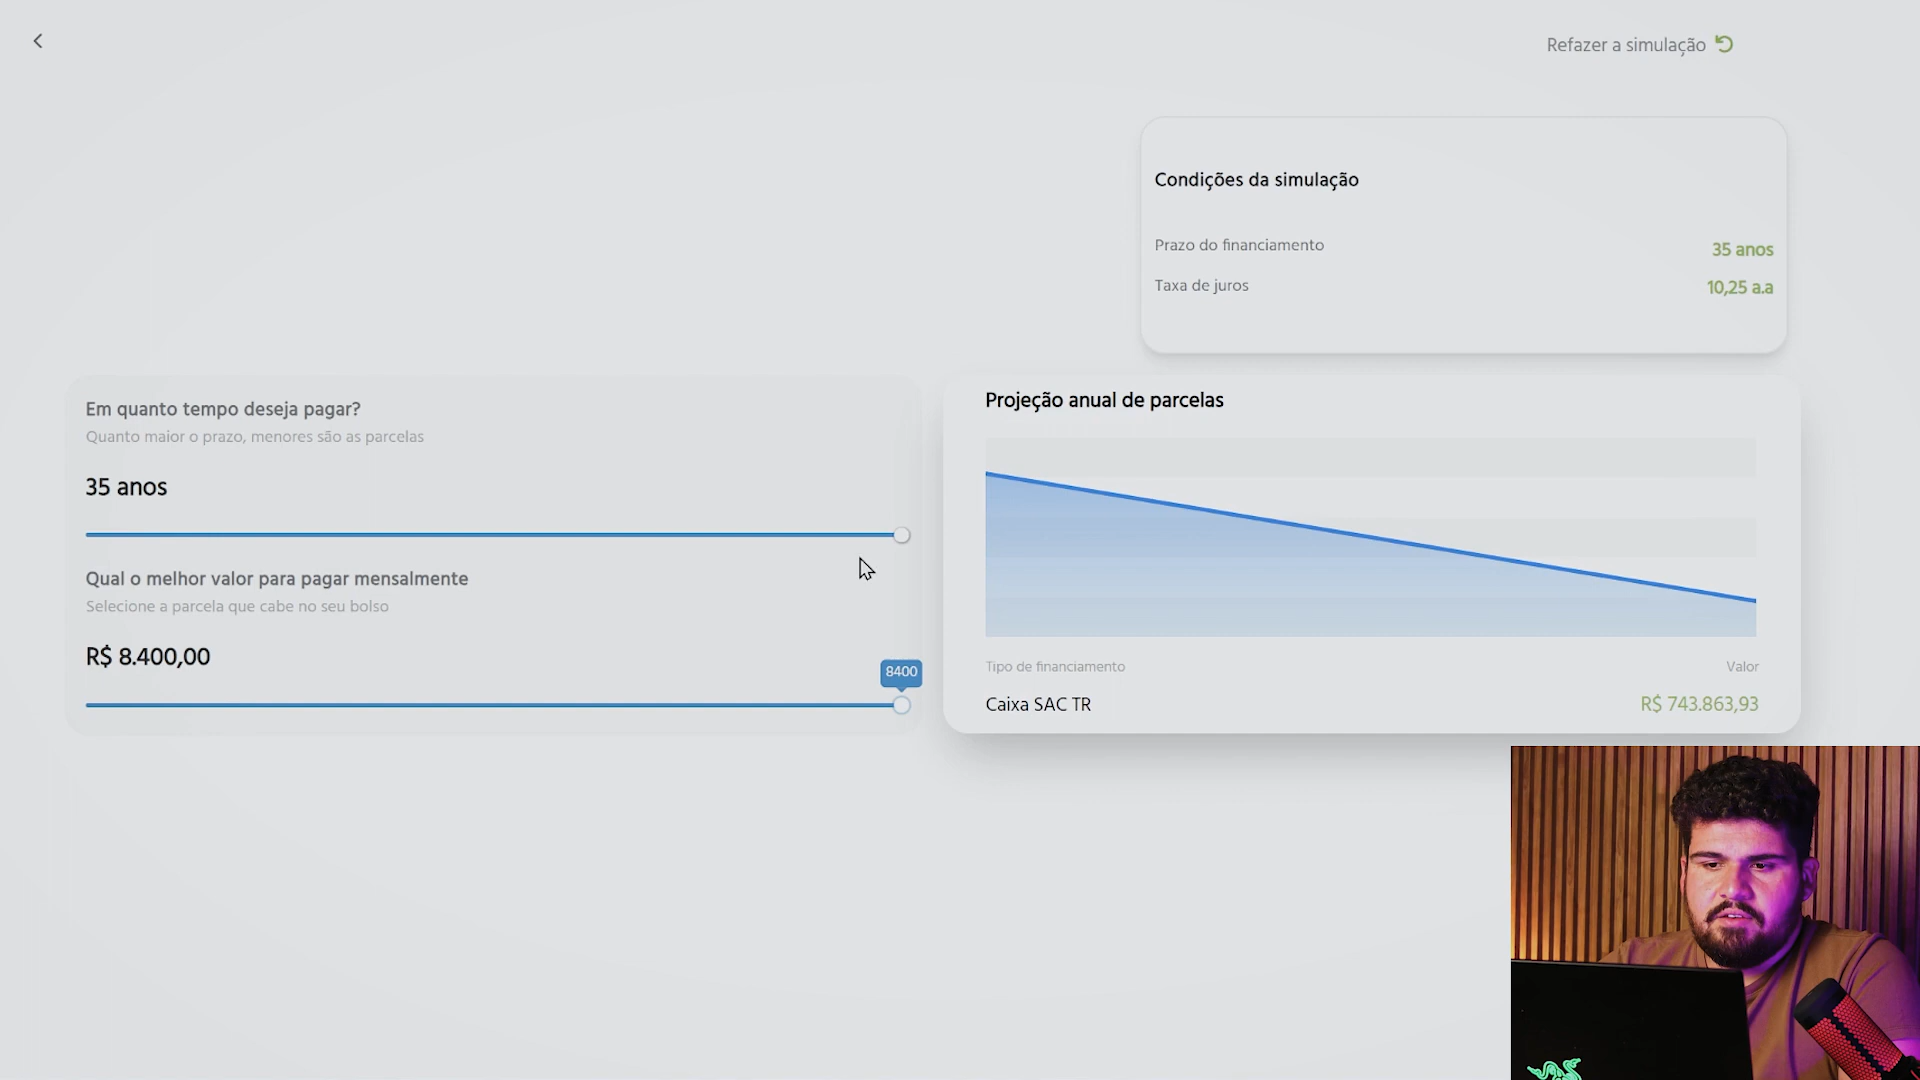 Refazer a simulação
Condições da simulação
Prazo do financiamento
35 anos
Taxa de juros
10,25 a.a
Em quanto tempo deseja pagar?
Quanto maior o prazo, menores são as parcelas
35 anos
Qual o melhor valor para pagar mensalmente
Selecione a parcela que cabe no seu bolso
R$ 8.400,00
8400
Projeção anual de parcelas
Tipo de financiamento
Valor
Caixa SAC TR
R$ 743.863,93